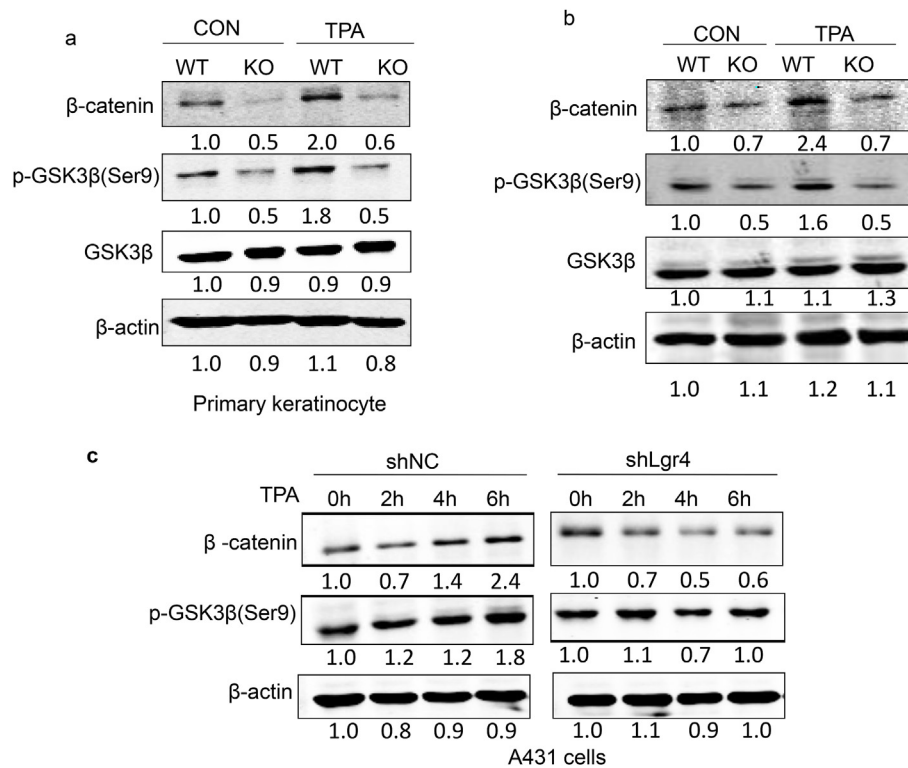 a
CON TPA
WT KO WT KO
β-catenin
1.0 0.5 2.0 0.6
p-GSK3β(Ser9)
1.0 0.5 1.8 0.5
GSK3β
1.0 0.9 0.9 0.9
β-actin
1.0 0.9 1.1 0.8
Primary keratinocyte
b
CON TPA
WT KO WT KO
β-catenin
1.0 0.7 2.4 0.7
p-GSK3β(Ser9)
1.0 0.5 1.6 0.5
GSK3β
1.0 1.1 1.1 1.3
β-actin
1.0 1.1 1.2 1.1
c
shNC shLgr4
TPA 0h 2h 4h 6h 0h 2h 4h 6h
β -catenin
1.0 0.7 1.4 2.4 1.0 0.7 0.5 0.6
p-GSK3β(Ser9)
1.0 1.2 1.2 1.8 1.0 1.1 0.7 1.0
β-actin
1.0 0.8 0.9 0.9 1.0 1.1 0.9 1.0
A431 cells